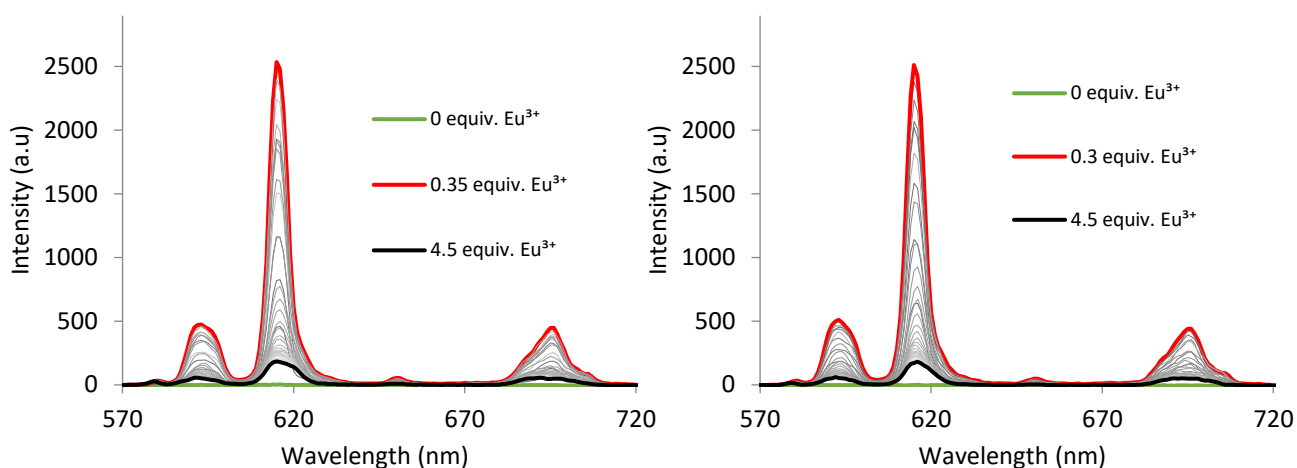 2500
2000
1500
1000
500
0
Intensity (a.u)
0 equiv. Eu³⁺
0.35 equiv. Eu³⁺
4.5 equiv. Eu³⁺
570 620 670 720
Wavelength (nm)
2500
2000
1500
1000
500
0
Intensity (a.u)
0 equiv. Eu³⁺
0.3 equiv. Eu³⁺
4.5 equiv. Eu³⁺
570 620 670 720
Wavelength (nm)